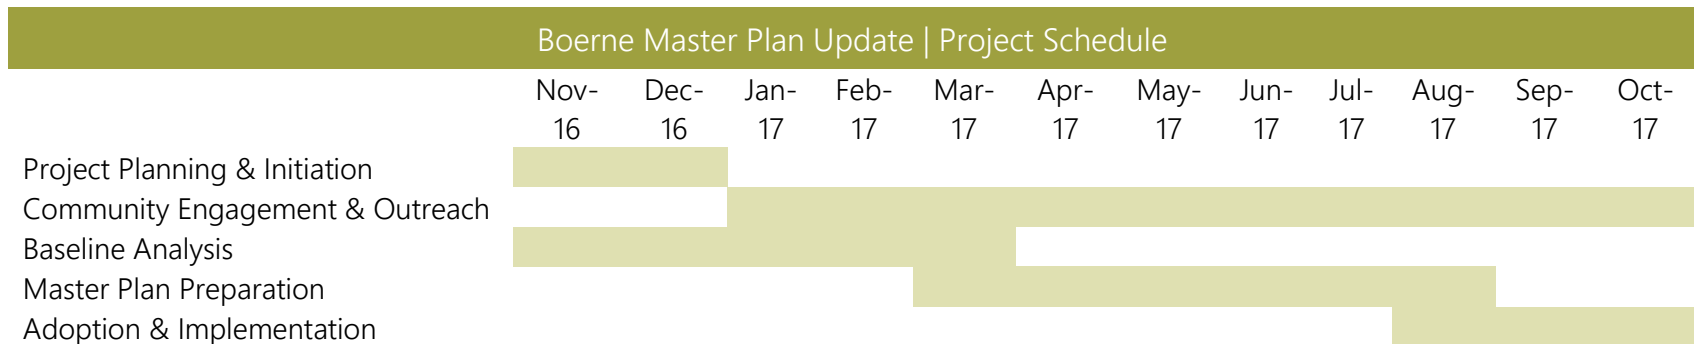 Boerne Master Plan Update | Project Schedule
Nov- Dec- Jan- Feb- Mar- Apr- May- Jun- Jul- Aug- Sep- Oct-
16 16 17 17 17 17 17 17 17 17 17 17
Project Planning & Initiation
Community Engagement & Outreach
Baseline Analysis
Master Plan Preparation
Adoption & Implementation